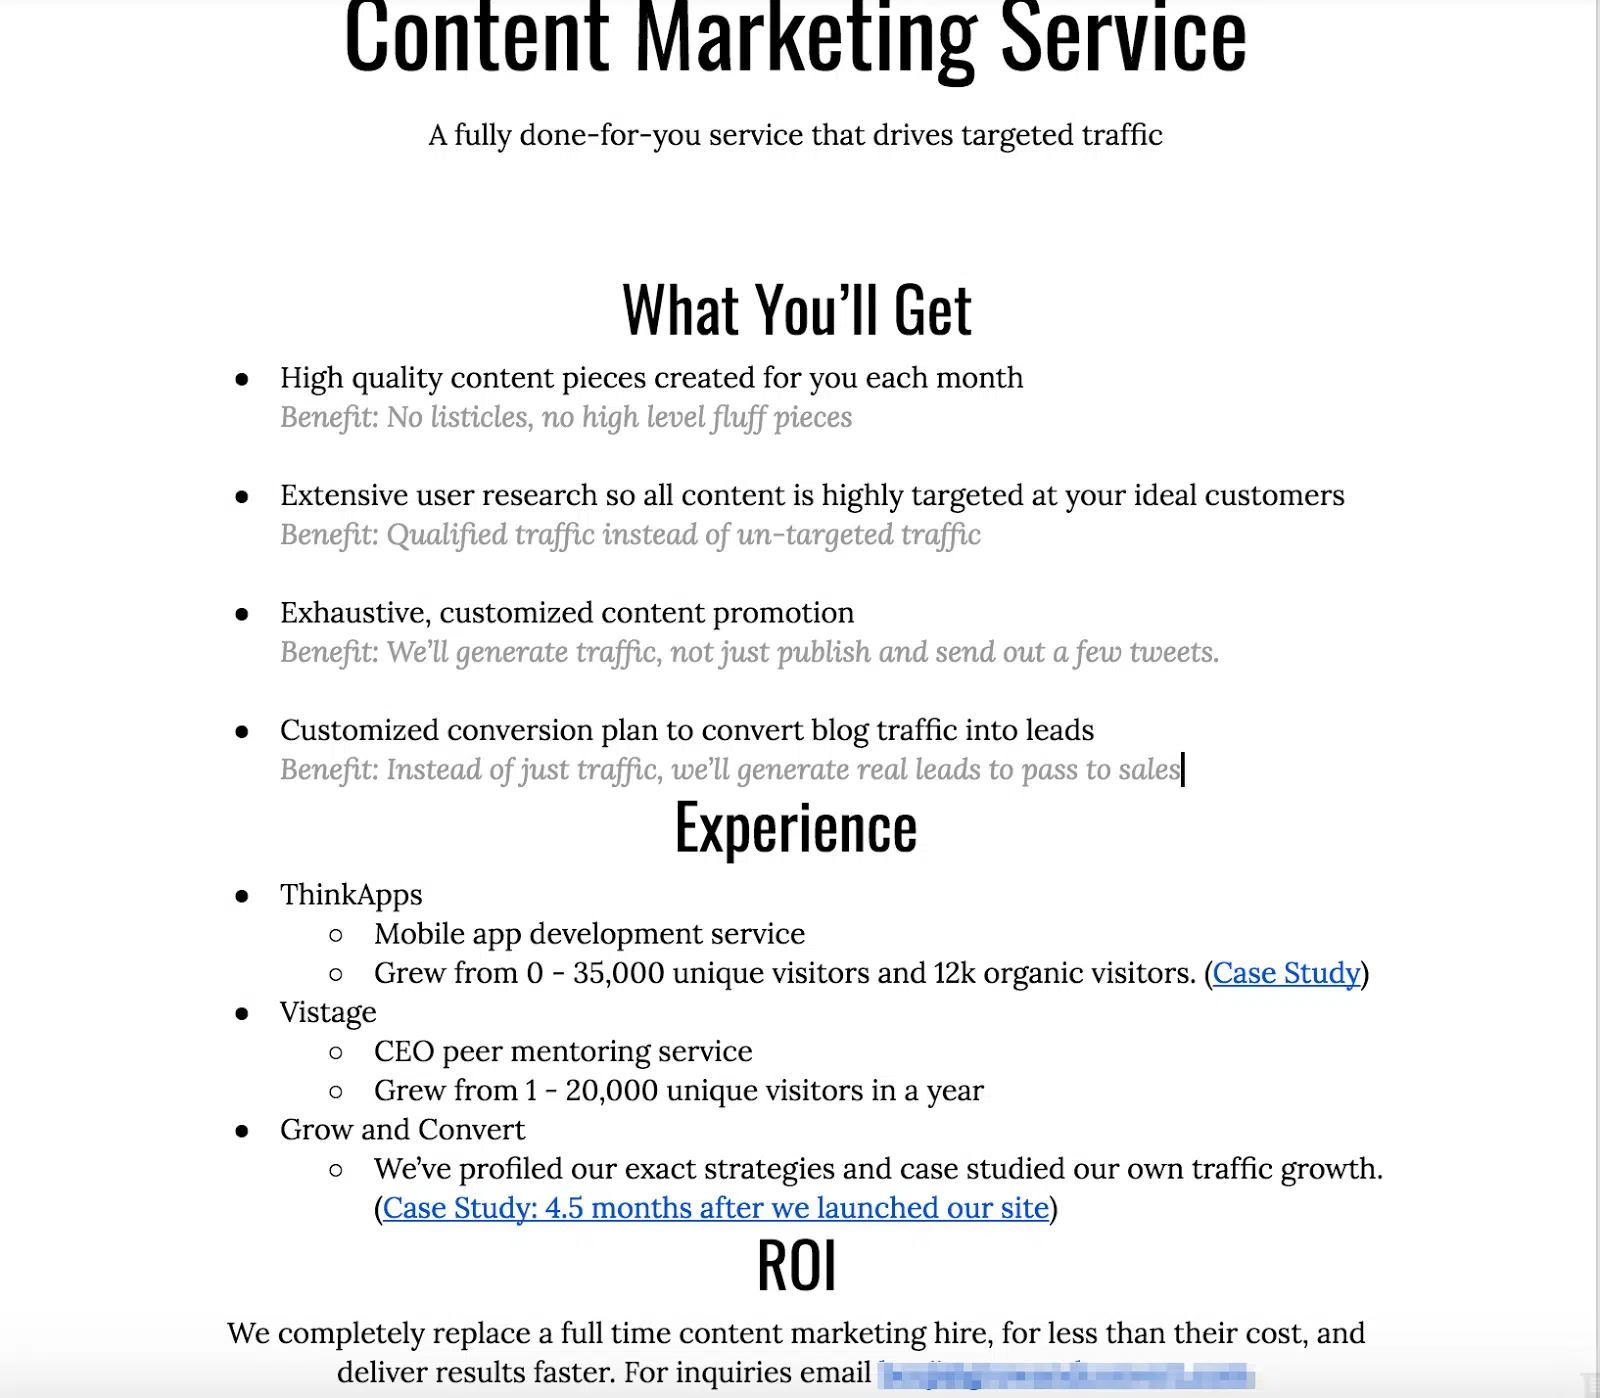 Content Marketing Service
A fully done-for-you service that drives targeted traffic
What You’ll Get
● High quality content pieces created for you each month
Benefit: No listicles, no high level fluff pieces
● Extensive user research so all content is highly targeted at your ideal customers
Benefit: Qualified traffic instead of un-targeted traffic
● Exhaustive, customized content promotion
Benefit: We’ll generate traffic, not just publish and send out a few tweets.
● Customized conversion plan to convert blog traffic into leads
Benefit: Instead of just traffic, we’ll generate real leads to pass to sales
Experience
● ThinkApps
○ Mobile app development service
○ Grew from 0 - 35,000 unique visitors and 12k organic visitors. (Case Study)
● Vistage
○ CEO peer mentoring service
○ Grew from 1 - 20,000 unique visitors in a year
● Grow and Convert
○ We’ve profiled our exact strategies and case studied our own traffic growth.
(Case Study: 4.5 months after we launched our site)
ROI
We completely replace a full time content marketing hire, for less than their cost, and
deliver results faster. For inquiries email